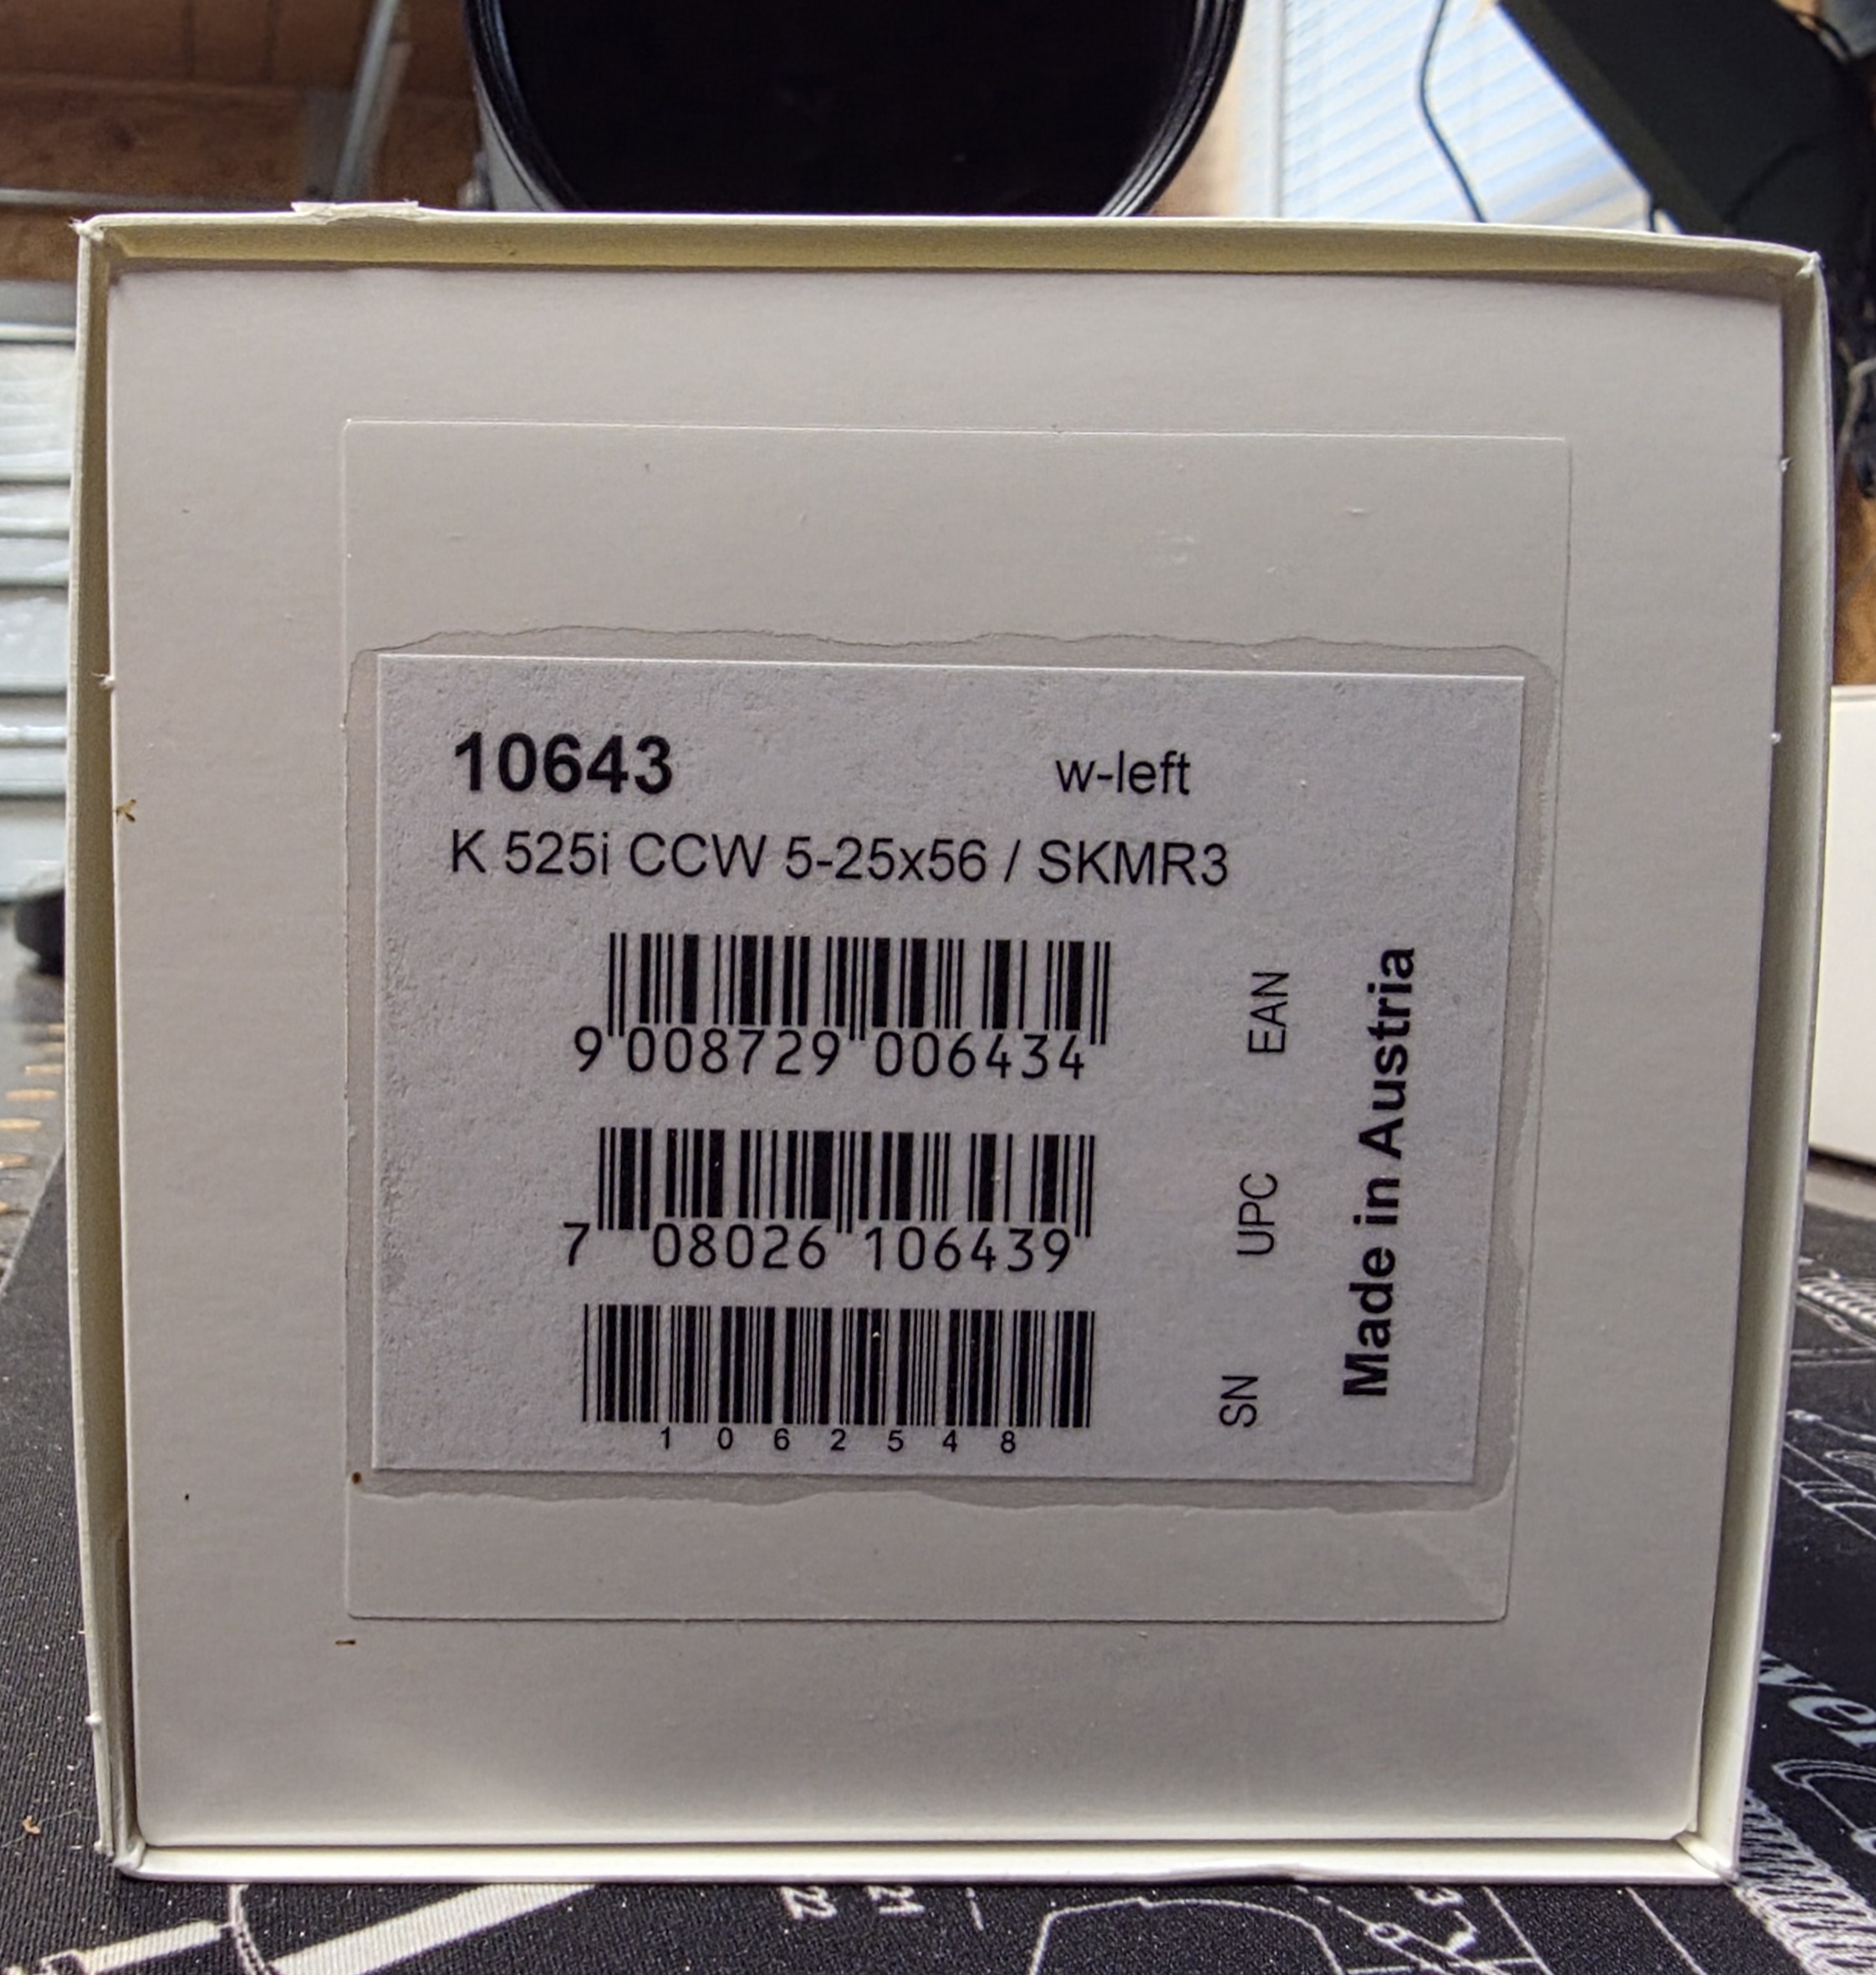 10643 w-left
K 525i CCW 5-25x56 / SKMR3
9 008729 006434
EAN
7 08026 106439
UPC
1 0 6 2 5 4 8
SN
Made in Austria